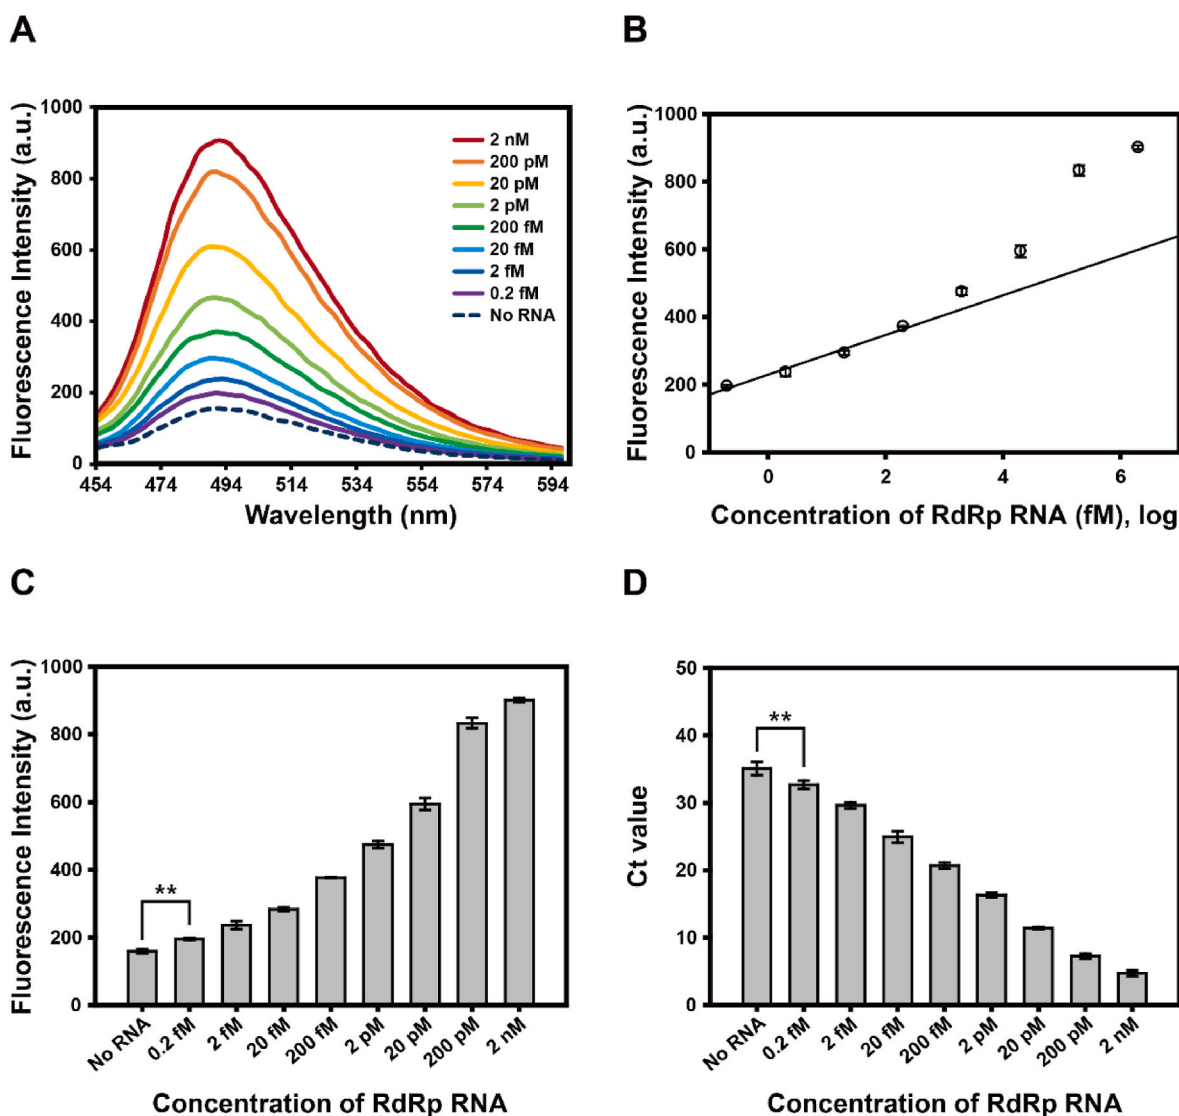 A
Fluorescence Intensity (a.u.)
1000
800
600
400
200
0
2 nM
200 pM
20 pM
2 pM
200 fM
20 fM
2 fM
0.2 fM
No RNA
454 474 494 514 534 554 574 594
Wavelength (nm)
B
Fluorescence Intensity (a.u.)
1000
800
600
400
200
0
0 2 4 6
Concentration of RdRp RNA (fM), log
C
Fluorescence Intensity (a.u.)
1000
800
600
400
200
0
**
No RNA 0.2 fM 2 fM 20 fM 200 fM 2 pM 20 pM 200 pM 2 nM
Concentration of RdRp RNA
D
Ct value
50
40
30
20
10
0
**
No RNA 0.2 fM 2 fM 20 fM 200 fM 2 pM 20 pM 200 pM 2 nM
Concentration of RdRp RNA